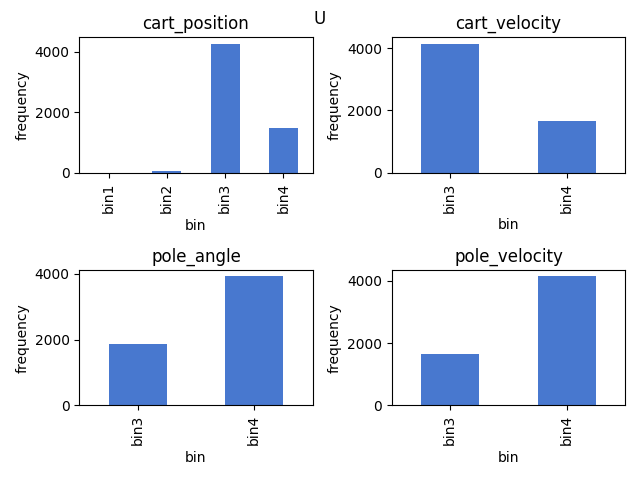 U
cart_position
frequency
4000
2000
0
bin1
bin2
bin3
bin4
bin
cart_velocity
frequency
4000
2000
0
bin3
bin4
bin
pole_angle
frequency
4000
2000
0
bin3
bin4
bin
pole_velocity
frequency
4000
2000
0
bin3
bin4
bin